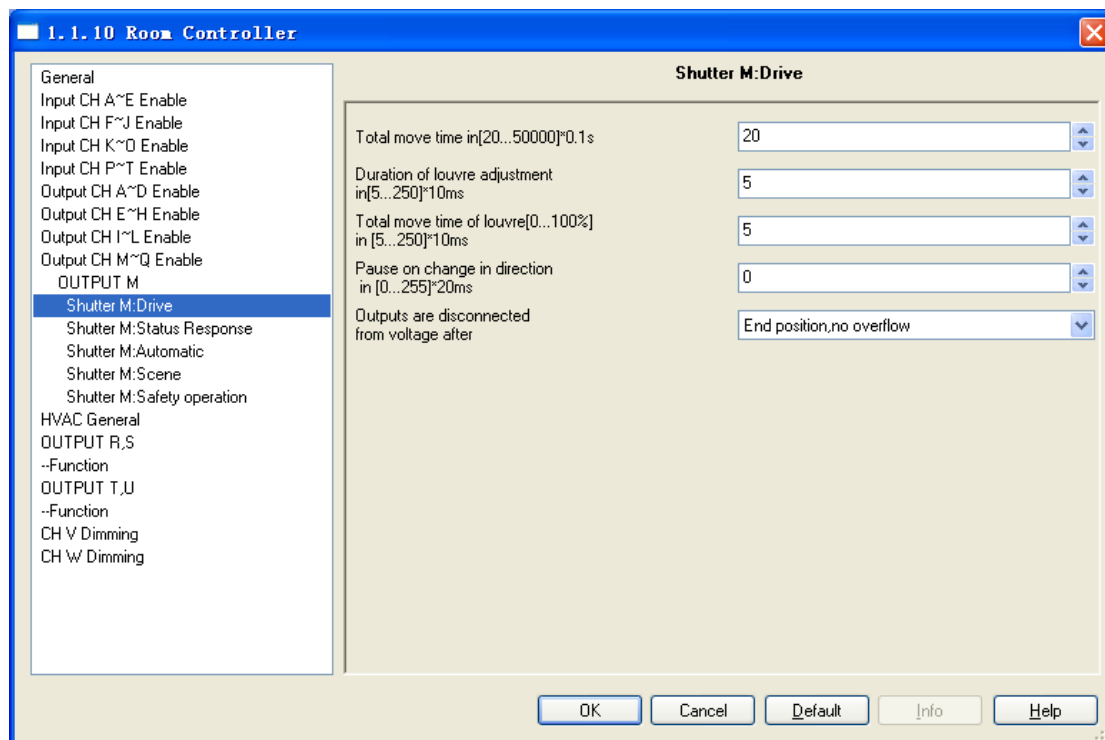 1.1.10 Room Controller
General
Input CH A~E Enable
Input CH F~J Enable
Input CH K~O Enable
Input CH P~T Enable
Output CH A~D Enable
Output CH E~H Enable
Output CH I~L Enable
Output CH M~Q Enable
OUTPUT M
Shutter M:Drive
Shutter M:Status Response
Shutter M:Automatic
Shutter M:Scene
Shutter M:Safety operation
HVAC General
OUTPUT R,S
--Function
OUTPUT T,U
--Function
CH V Dimming
CH W Dimming
Shutter M:Drive
Total move time in[20...50000]*0.1s
20
Duration of louvre adjustment
in[5...250]*10ms
5
Total move time of louvre[0...100%]
in [5...250]*10ms
5
Pause on change in direction
in [0...255]*20ms
0
Outputs are disconnected
from voltage after
End position,no overflow
OK
Cancel
Default
Info
Help